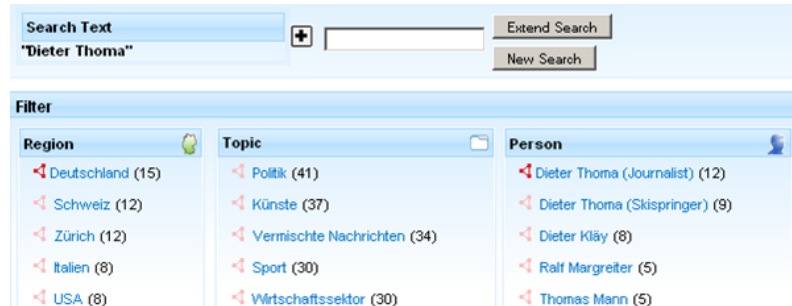 Search Text
"Dieter Thoma"
Extend Search
New Search
Filter
Region
Deutschland (15)
Schweiz (12)
Zürich (12)
Italien (8)
USA (8)
Topic
Politik (41)
Künste (37)
Vermischte Nachrichten (34)
Sport (30)
Wirtschaftssektor (30)
Person
Dieter Thoma (Journalist) (12)
Dieter Thoma (Skispringer) (9)
Dieter Kläy (8)
Ralf Margreiter (5)
Thomas Mann (5)